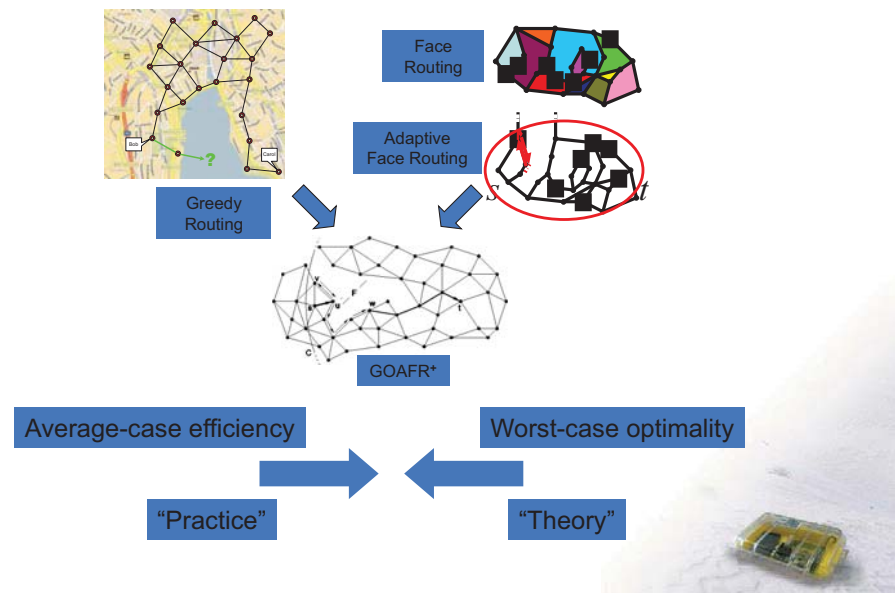 Face
Routing
Bob
?
Carol
Adaptive
Face Routing
s
t
Greedy
Routing
v
F
s
u
w
t
C
GOAFR+
Average-case efficiency
Worst-case optimality
“Practice”
“Theory”